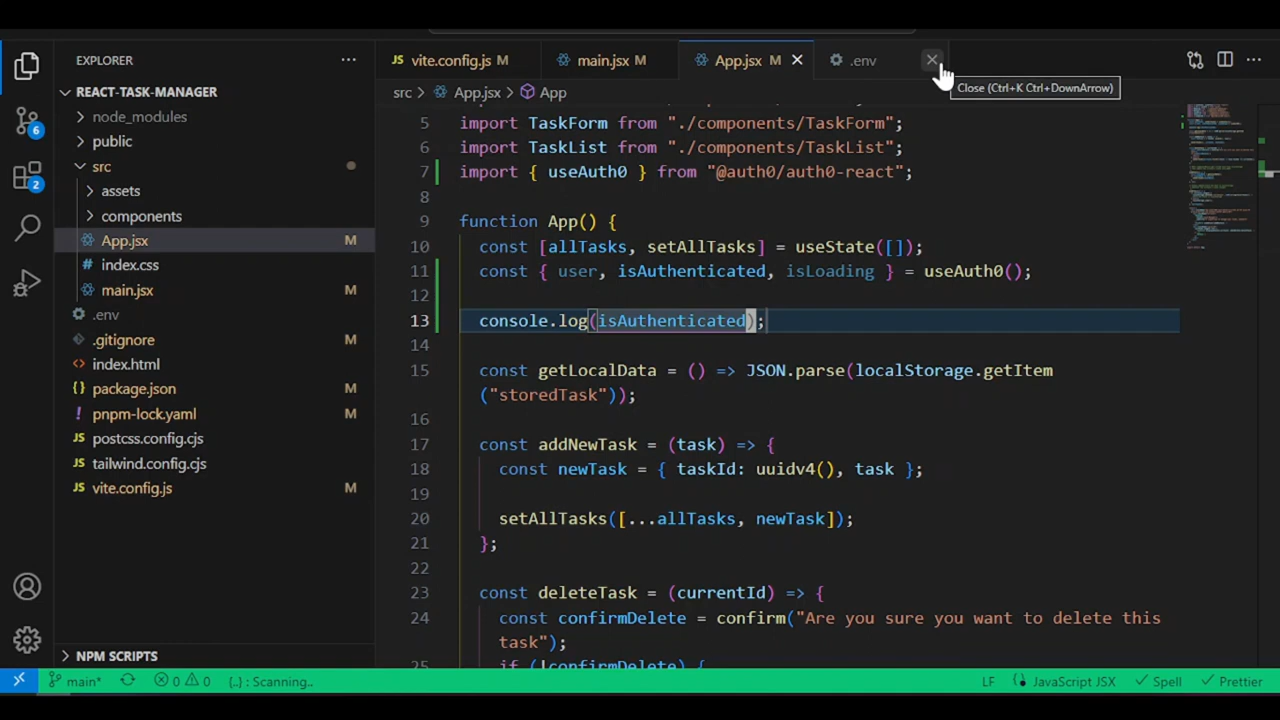 EXPLORER
vite.config.js M
main.jsx M
App.jsx M
.env
Close (Ctrl+K Ctrl+DownArrow)
REACT-TASK-MANAGER
node_modules
public
src
assets
components
App.jsx M
index.css
main.jsx M
.env
.gitignore M
index.html
package.json M
pnpm-lock.yaml M
postcss.config.cjs
tailwind.config.cjs
vite.config.js M
NPM SCRIPTS
6
2
src > App.jsx > App
5 import TaskForm from "./components/TaskForm";
6 import TaskList from "./components/TaskList";
7 import { useAuth0 } from "@auth0/auth0-react";
8
9 function App() {
10 const [allTasks, setAllTasks] = useState([]);
11 const { user, isAuthenticated, isLoading } = useAuth0();
12
13 console.log(isAuthenticated);
14
15 const getLocalData = () => JSON.parse(localStorage.getItem
("storedTask"));
16
17 const addNewTask = (task) => {
18 const newTask = { taskId: uuidv4(), task };
19
20 setAllTasks([...allTasks, newTask]);
21 };
22
23 const deleteTask = (currentId) => {
24 const confirmDelete = confirm("Are you sure you want to delete this
task");
25 if (!confirmDelete) {
main* 0 0 {..} : Scanning.. LF JavaScript JSX Spell Prettier